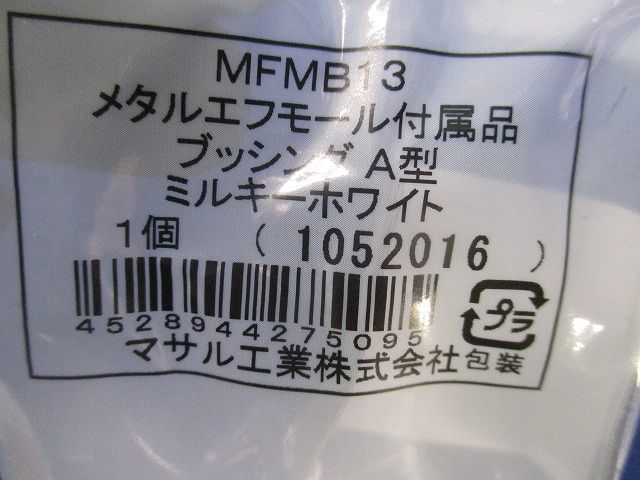 MFMB13
メタルエフモール付属品
ブッシング A型
ミルキーホワイト
1個 (1052016)
4528944275095
プラ
マサル工業株式会社 包装